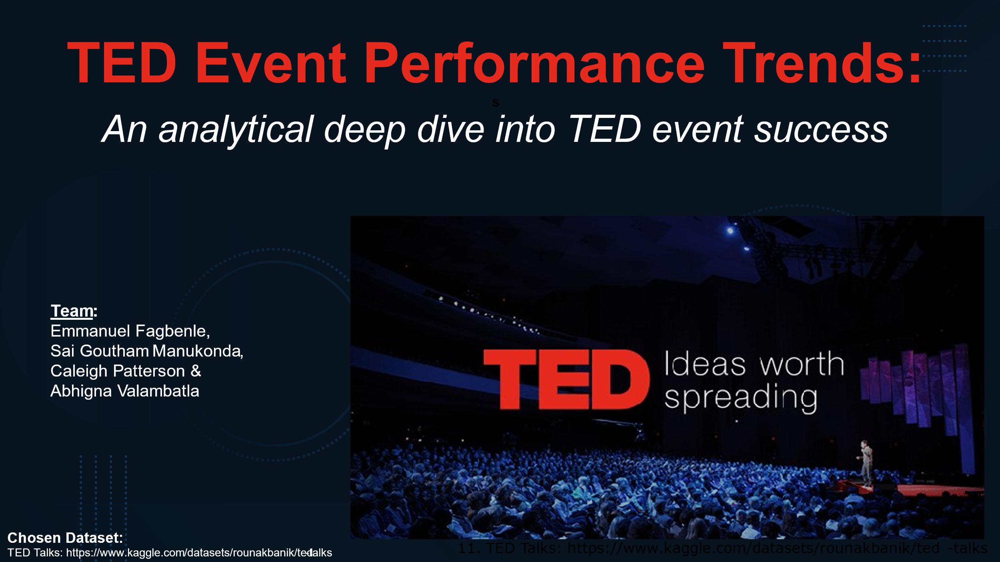 TED Event Performance Trends:
s
An analytical deep dive into TED event success
TED Ideas worth
spreading
Team:
Emmanuel Fagbenle,
Sai Goutham Manukonda,
Caleigh Patterson &
Abhigna Valambatla
Chosen Dataset:
TED Talks: https://www.kaggle.com/datasets/rounakbanik/ted-talks
11. TED Talks: https://www.kaggle.com/datasets/rounakbanik/ted -talks